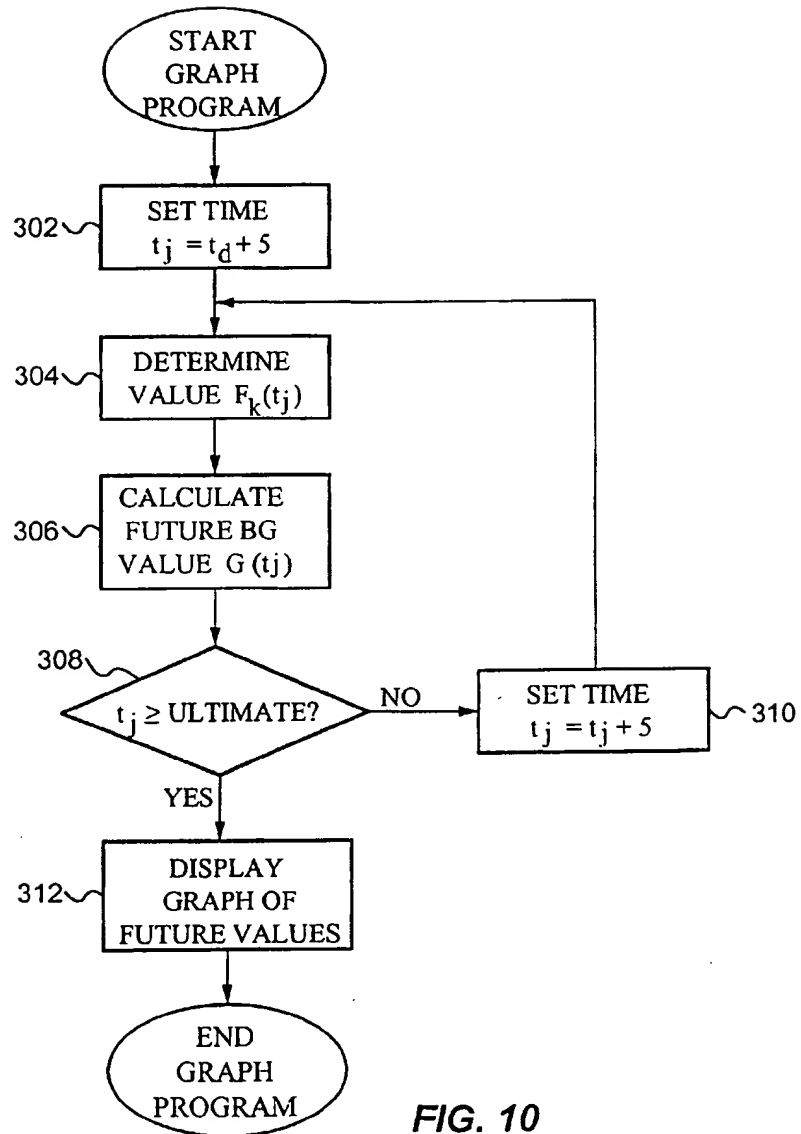 START
GRAPH
PROGRAM
302
SET TIME
t_j = t_d + 5
304
DETERMINE
VALUE F_k(t_j)
306
CALCULATE
FUTURE BG
VALUE G(t_j)
308
t_j ≥ ULTIMATE?
NO
SET TIME
t_j = t_j + 5
310
YES
312
DISPLAY
GRAPH OF
FUTURE VALUES
END
GRAPH
PROGRAM
FIG. 10